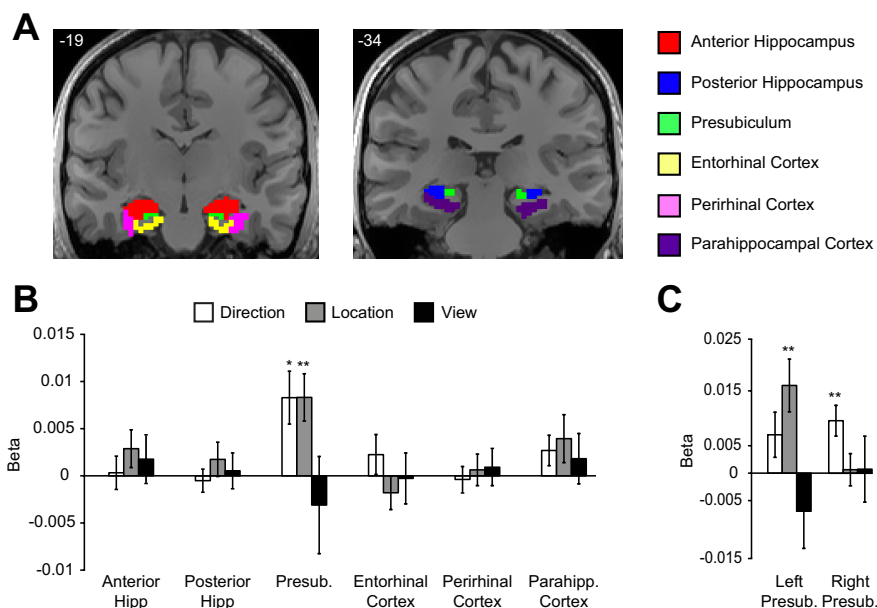 A
-19
-34
Anterior Hippocampus
Posterior Hippocampus
Presubiculum
Entorhinal Cortex
Perirhinal Cortex
Parahippocampal Cortex
B
Direction
Location
View
0.015
0.01
0.005
0
-0.005
-0.01
Beta
* **
Anterior
Hipp
Posterior
Hipp
Presub.
Entorhinal
Cortex
Perirhinal
Cortex
Parahipp.
Cortex
C
0.025
0.015
0.005
0
-0.005
-0.015
Beta
**
**
Left
Presub.
Right
Presub.